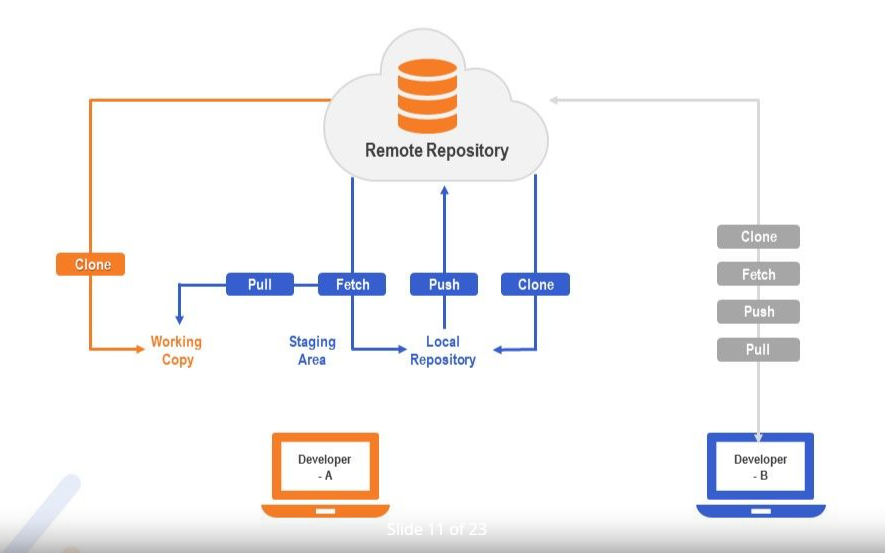 Remote Repository
Clone
Pull
Fetch
Push
Clone
Working
Copy
Staging
Area
Local
Repository
Clone
Fetch
Push
Pull
Developer
- A
Developer
- B
Slide 11 of 23